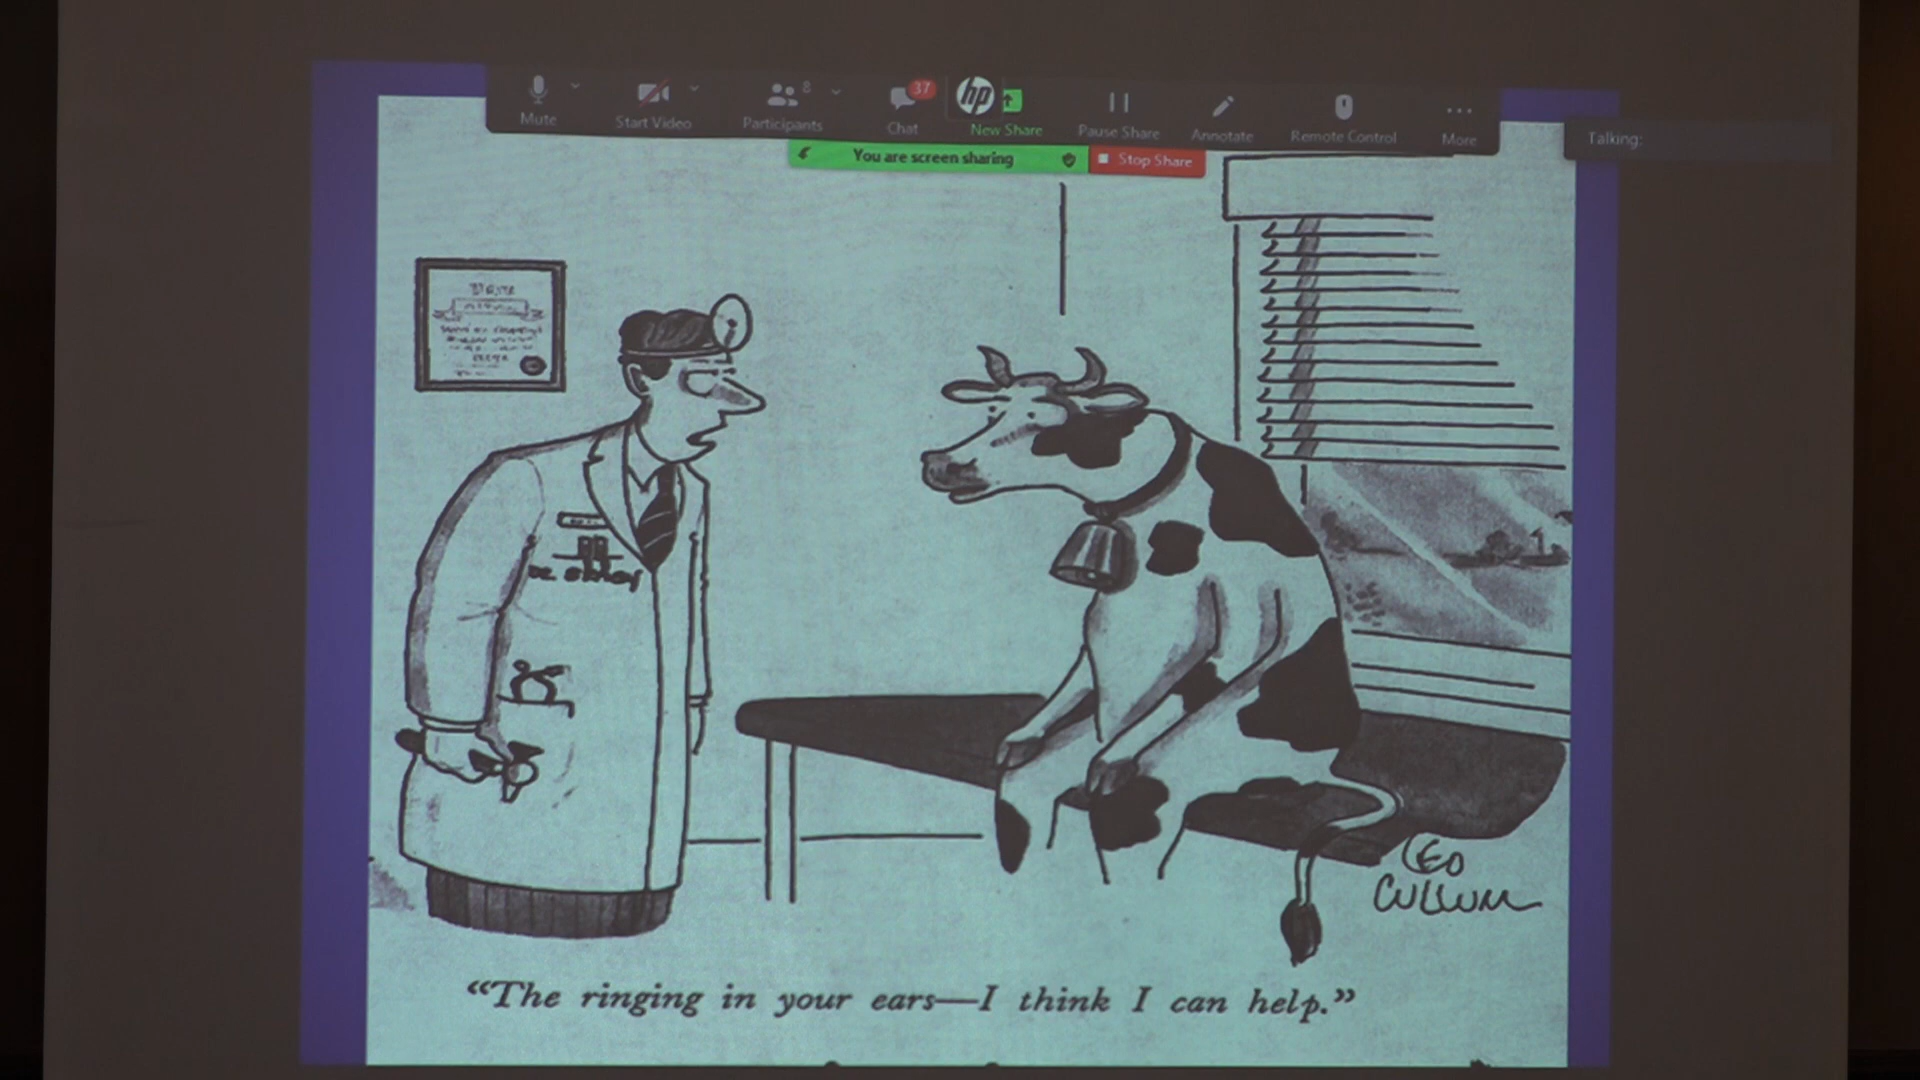 Mute
Start Video
Participants
8
Chat
37
hp
New Share
Pause Share
Annotate
Remote Control
More
Talking:
You are screen sharing
Stop Share
LEO
CULLUM
“The ringing in your ears—I think I can help.”